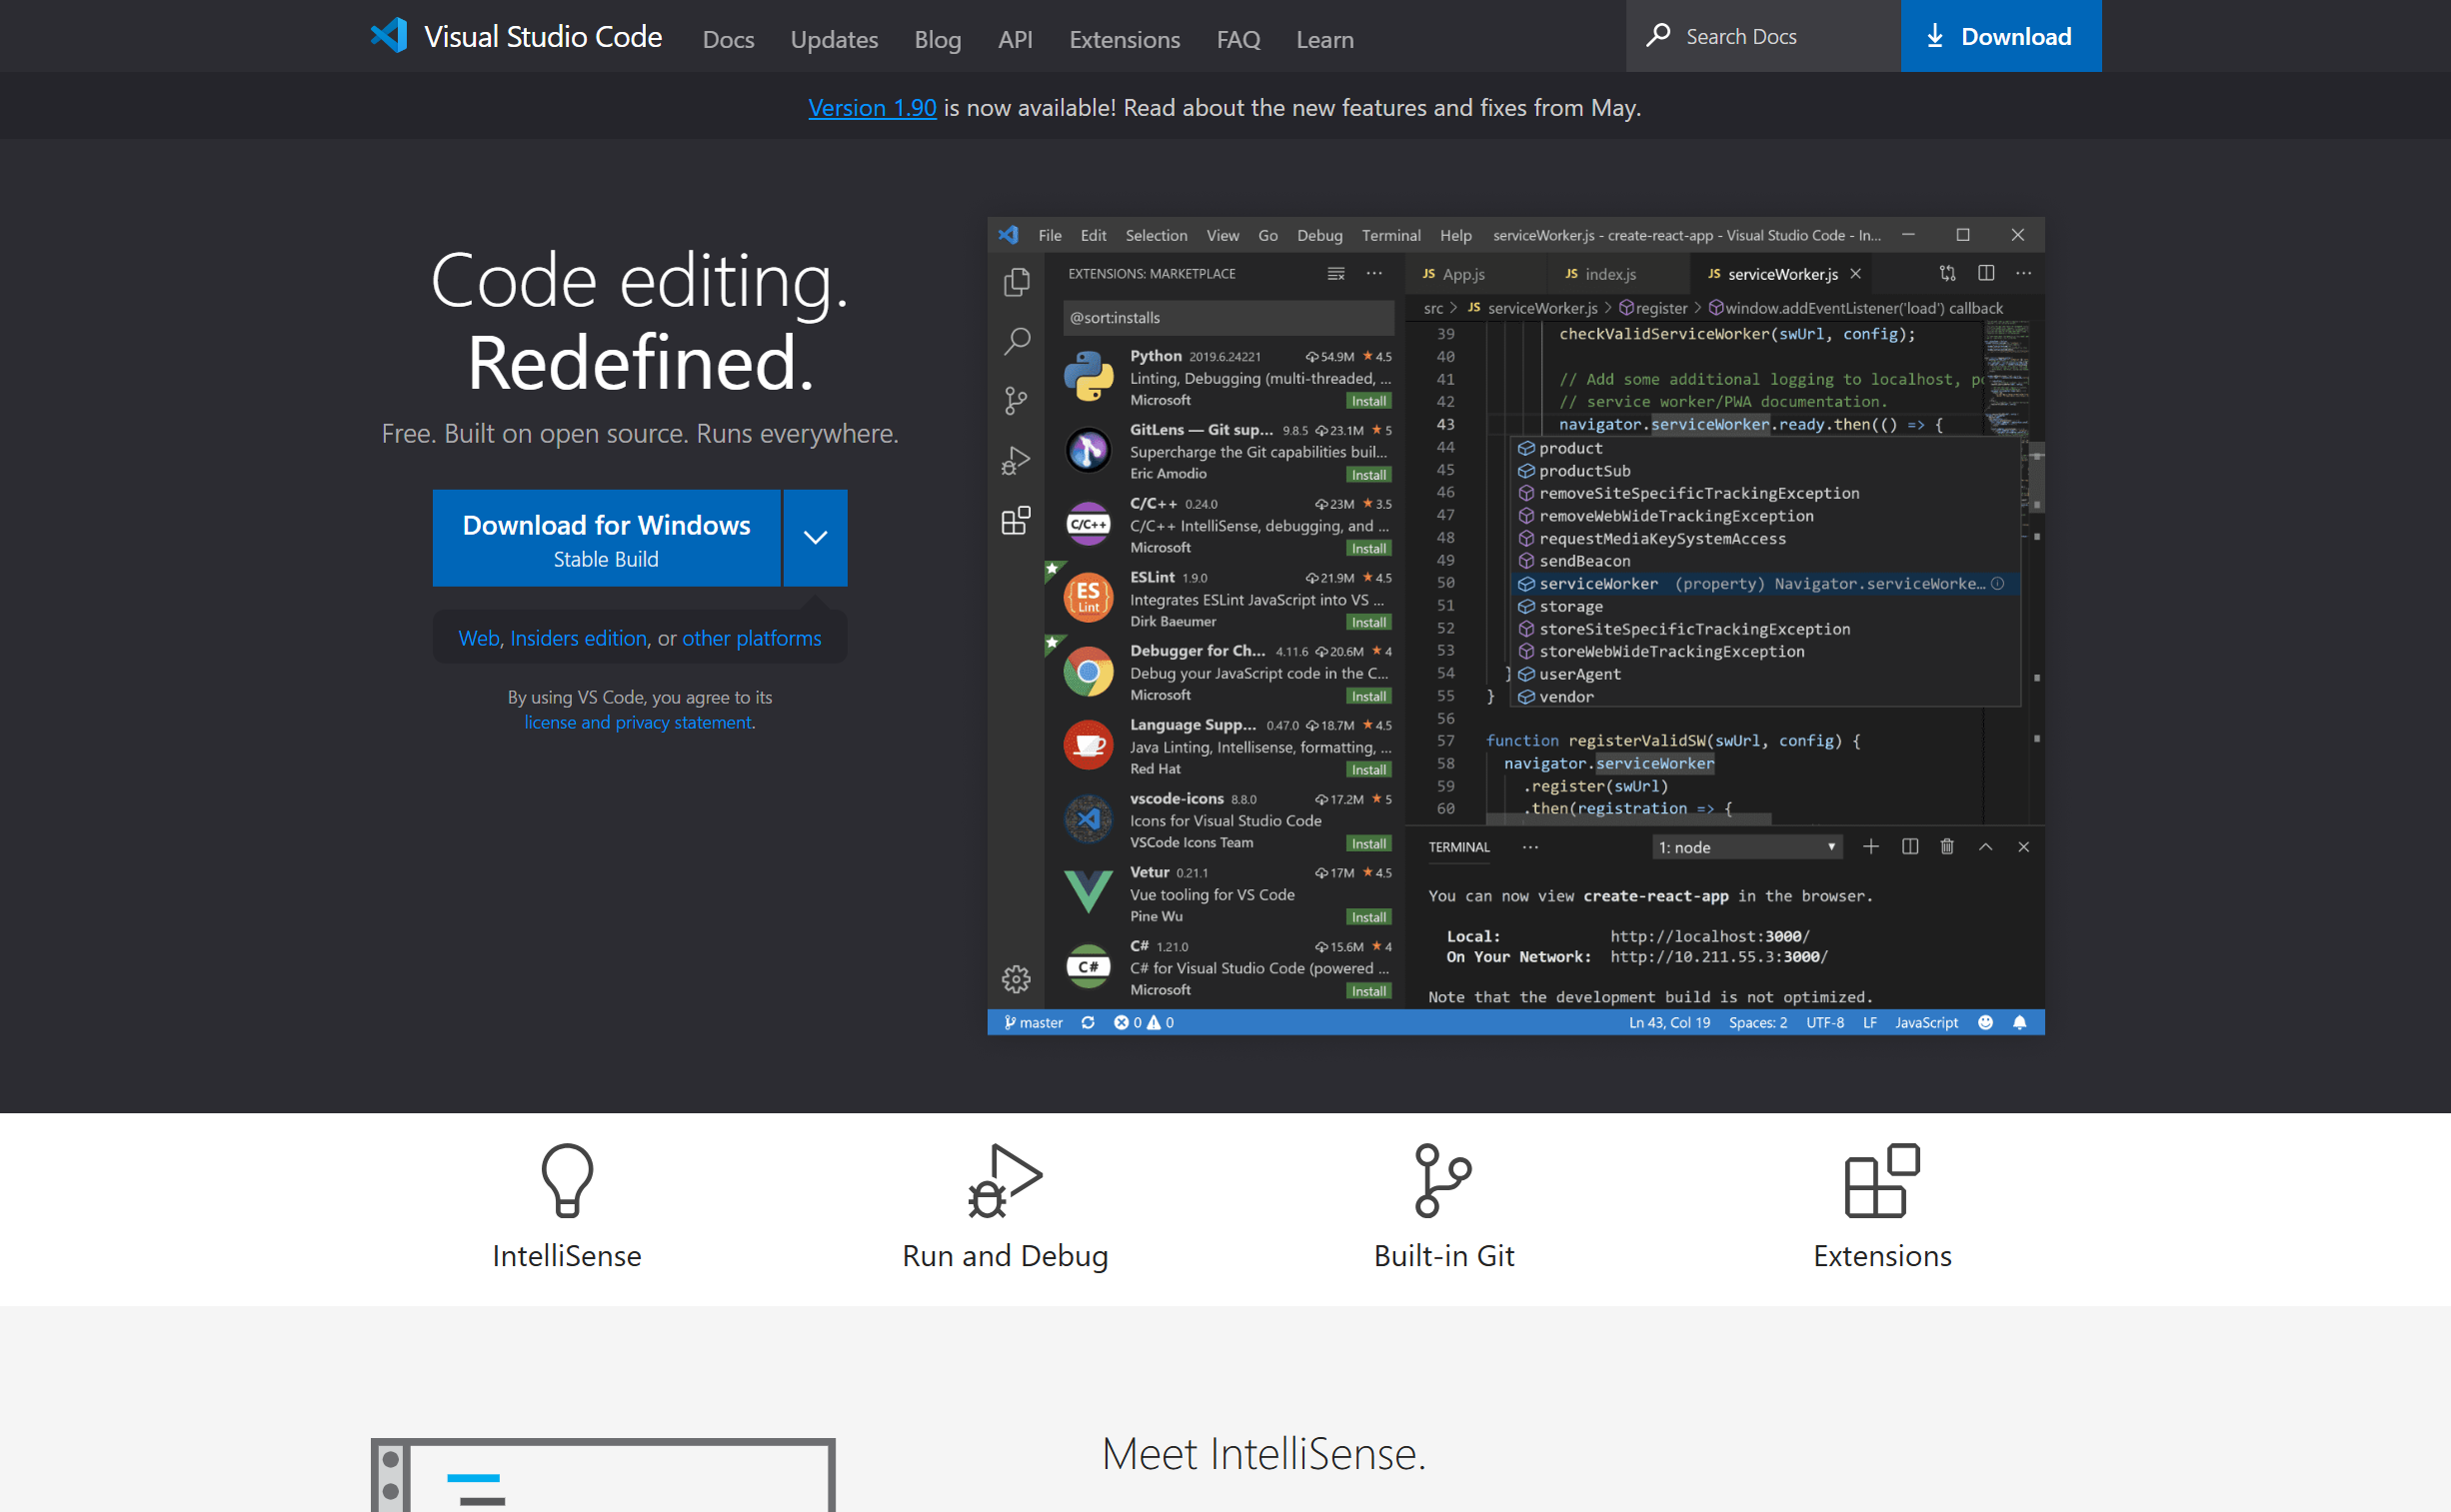 Visual Studio Code Docs Updates Blog API Extensions FAQ Learn Search Docs Download
Version 1.90 is now available! Read about the new features and fixes from May.
Code editing.
Redefined.
Free. Built on open source. Runs everywhere.
Download for Windows
Stable Build
Web, Insiders edition, or other platforms
By using VS Code, you agree to its
license and privacy statement.
File Edit Selection View Go Debug Terminal Help serviceWorker.js - create-react-app - Visual Studio Code - In...
EXTENSIONS: MARKETPLACE
@sort:installs
Python 2019.6.24221 54.9M ★ 4.5
Linting, Debugging (multi-threaded, ...
Microsoft Install
GitLens — Git sup... 9.8.5 23.1M ★ 5
Supercharge the Git capabilities buil...
Eric Amodio Install
C/C++
C/C++ 0.24.0 23M ★ 3.5
C/C++ IntelliSense, debugging, and ...
Microsoft Install
{ES}
Lint
ESLint 1.9.0 21.9M ★ 4.5
Integrates ESLint JavaScript into VS ...
Dirk Baeumer Install
Debugger for Ch... 4.11.6 20.6M ★ 4
Debug your JavaScript code in the C...
Microsoft Install
Language Supp... 0.47.0 18.7M ★ 4.5
Java Linting, Intellisense, formatting, ...
Red Hat Install
vscode-icons 8.8.0 17.2M ★ 5
Icons for Visual Studio Code
VSCode Icons Team Install
Vetur 0.21.1 17M ★ 4.5
Vue tooling for VS Code
Pine Wu Install
C#
C# 1.21.0 15.6M ★ 4
C# for Visual Studio Code (powered ...
Microsoft Install
JS App.js JS index.js JS serviceWorker.js
src > JS serviceWorker.js > register > window.addEventListener('load') callback
39 checkValidServiceWorker(swUrl, config);
40
41 // Add some additional logging to localhost, po
42 // service worker/PWA documentation.
43 navigator.serviceWorker.ready.then(() => {
44 product
45 productSub
46 removeSiteSpecificTrackingException
47 removeWebWideTrackingException
48 requestMediaKeySystemAccess
49 sendBeacon
50 serviceWorker (property) Navigator.serviceWorke...
51 storage
52 storeSiteSpecificTrackingException
53 storeWebWideTrackingException
54 } userAgent
55 } vendor
56
57 function registerValidSW(swUrl, config) {
58 navigator.serviceWorker
59 .register(swUrl)
60 .then(registration => {
TERMINAL ... 1: node
You can now view create-react-app in the browser.
Local: http://localhost:3000/
On Your Network: http://10.211.55.3:3000/
Note that the development build is not optimized.
master 0 0 Ln 43, Col 19 Spaces: 2 UTF-8 LF JavaScript
IntelliSense Run and Debug Built-in Git Extensions
Meet IntelliSense.